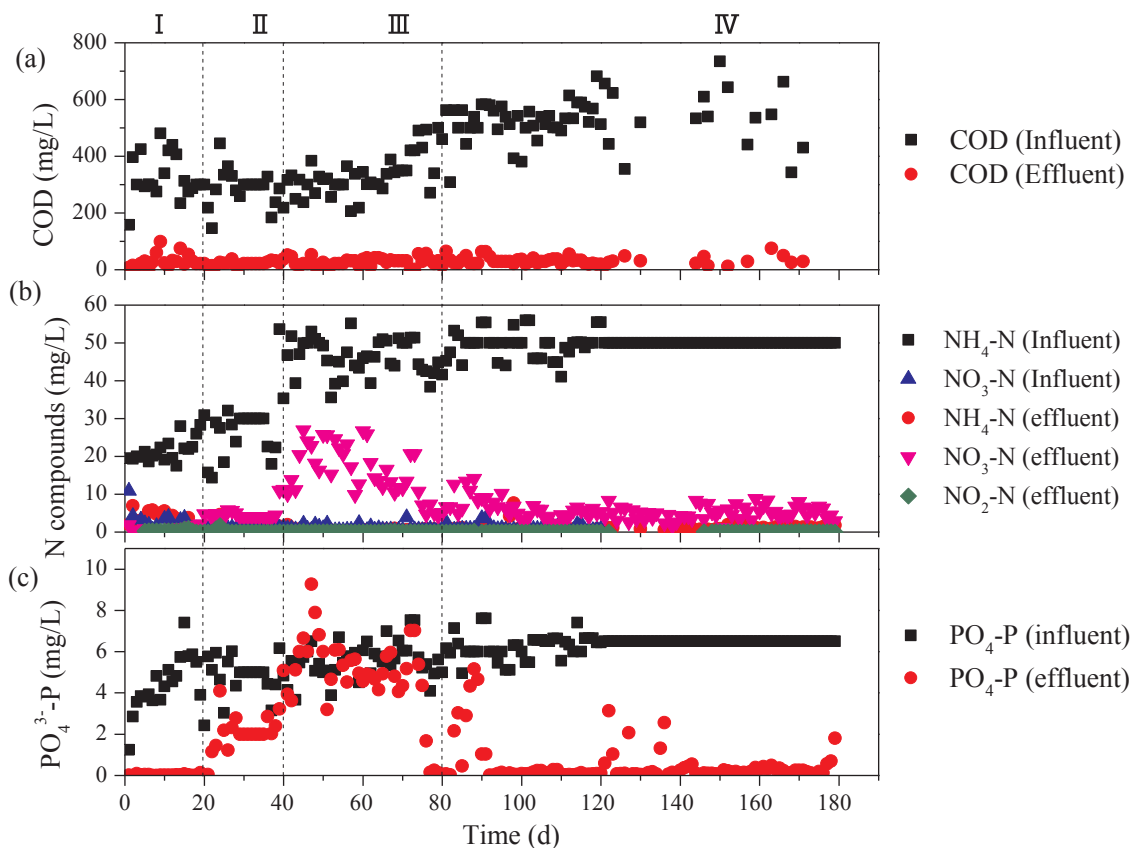 I II III IV
(a)
800
600
400
200
0
COD (mg/L)
COD (Influent)
COD (Effluent)
(b)
60
50
40
30
20
10
0
N compounds (mg/L)
NH4-N (Influent)
NO3-N (Influent)
NH4-N (effluent)
NO3-N (effluent)
NO2-N (effluent)
(c)
10
8
6
4
2
0
PO4³⁻-P (mg/L)
PO4-P (influent)
PO4-P (effluent)
0 20 40 60 80 100 120 140 160 180
Time (d)